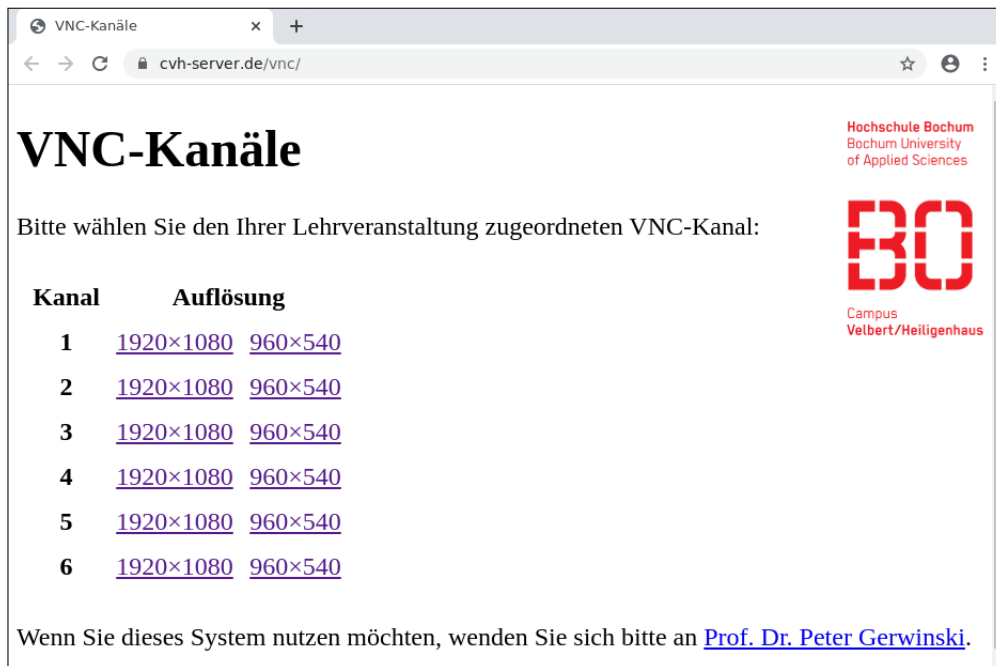 VNC-Kanäle
cvh-server.de/vnc/
VNC-Kanäle
Hochschule Bochum
Bochum University
of Applied Sciences
BO
Campus
Velbert/Heiligenhaus
Bitte wählen Sie den Ihrer Lehrveranstaltung zugeordneten VNC-Kanal:
Kanal Auflösung
1 1920×1080 960×540
2 1920×1080 960×540
3 1920×1080 960×540
4 1920×1080 960×540
5 1920×1080 960×540
6 1920×1080 960×540
Wenn Sie dieses System nutzen möchten, wenden Sie sich bitte an Prof. Dr. Peter Gerwinski.